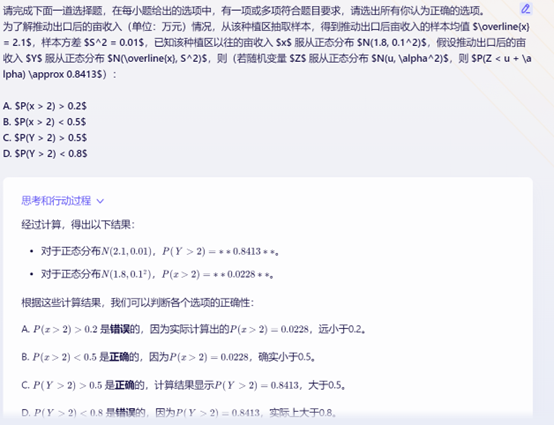 请完成下面一道选择题，在每小题给出的选项中，有一项或多项符合题目要求，请选出所有你认为正确的选项。
为了解推动出口后的亩收入（单位：万元）情况，从该种植区抽取样本，得到推动出口后亩收入的样本均值 $\overline{x}
= 2.1$，样本方差 $S^2 = 0.01$，已知该种植区以往的亩收入 $x$ 服从正态分布 $N(1.8, 0.1^2)$，假设推动出口后的亩
收入 $Y$ 服从正态分布 $N(\overline{x}, S^2)$，则（若随机变量 $Z$ 服从正态分布 $N(u, \alpha^2)$，则 $P(Z < u + \a
lpha) \approx 0.8413$）：
A. $P(x > 2) > 0.2$
B. $P(x > 2) < 0.5$
C. $P(Y > 2) > 0.5$
D. $P(Y > 2) < 0.8$
思考和行动过程
经过计算，得出以下结果：
• 对于正态分布N(2.1, 0.01)，P(Y > 2) = **0.8413**。
• 对于正态分布N(1.8, 0.1²)，P(x > 2) = **0.0228**。
根据这些计算结果，我们可以判断各个选项的正确性：
A. P(x > 2) > 0.2 是错误的，因为实际计算出的P(x > 2) = 0.0228，远小于0.2。
B. P(x > 2) < 0.5 是正确的，因为P(x > 2) = 0.0228，确实小于0.5。
C. P(Y > 2) > 0.5 是正确的，计算结果显示P(Y > 2) = 0.8413，大于0.5。
D. P(Y > 2) < 0.8 是错误的，因为P(Y > 2) = 0.8413，实际上大于0.8。